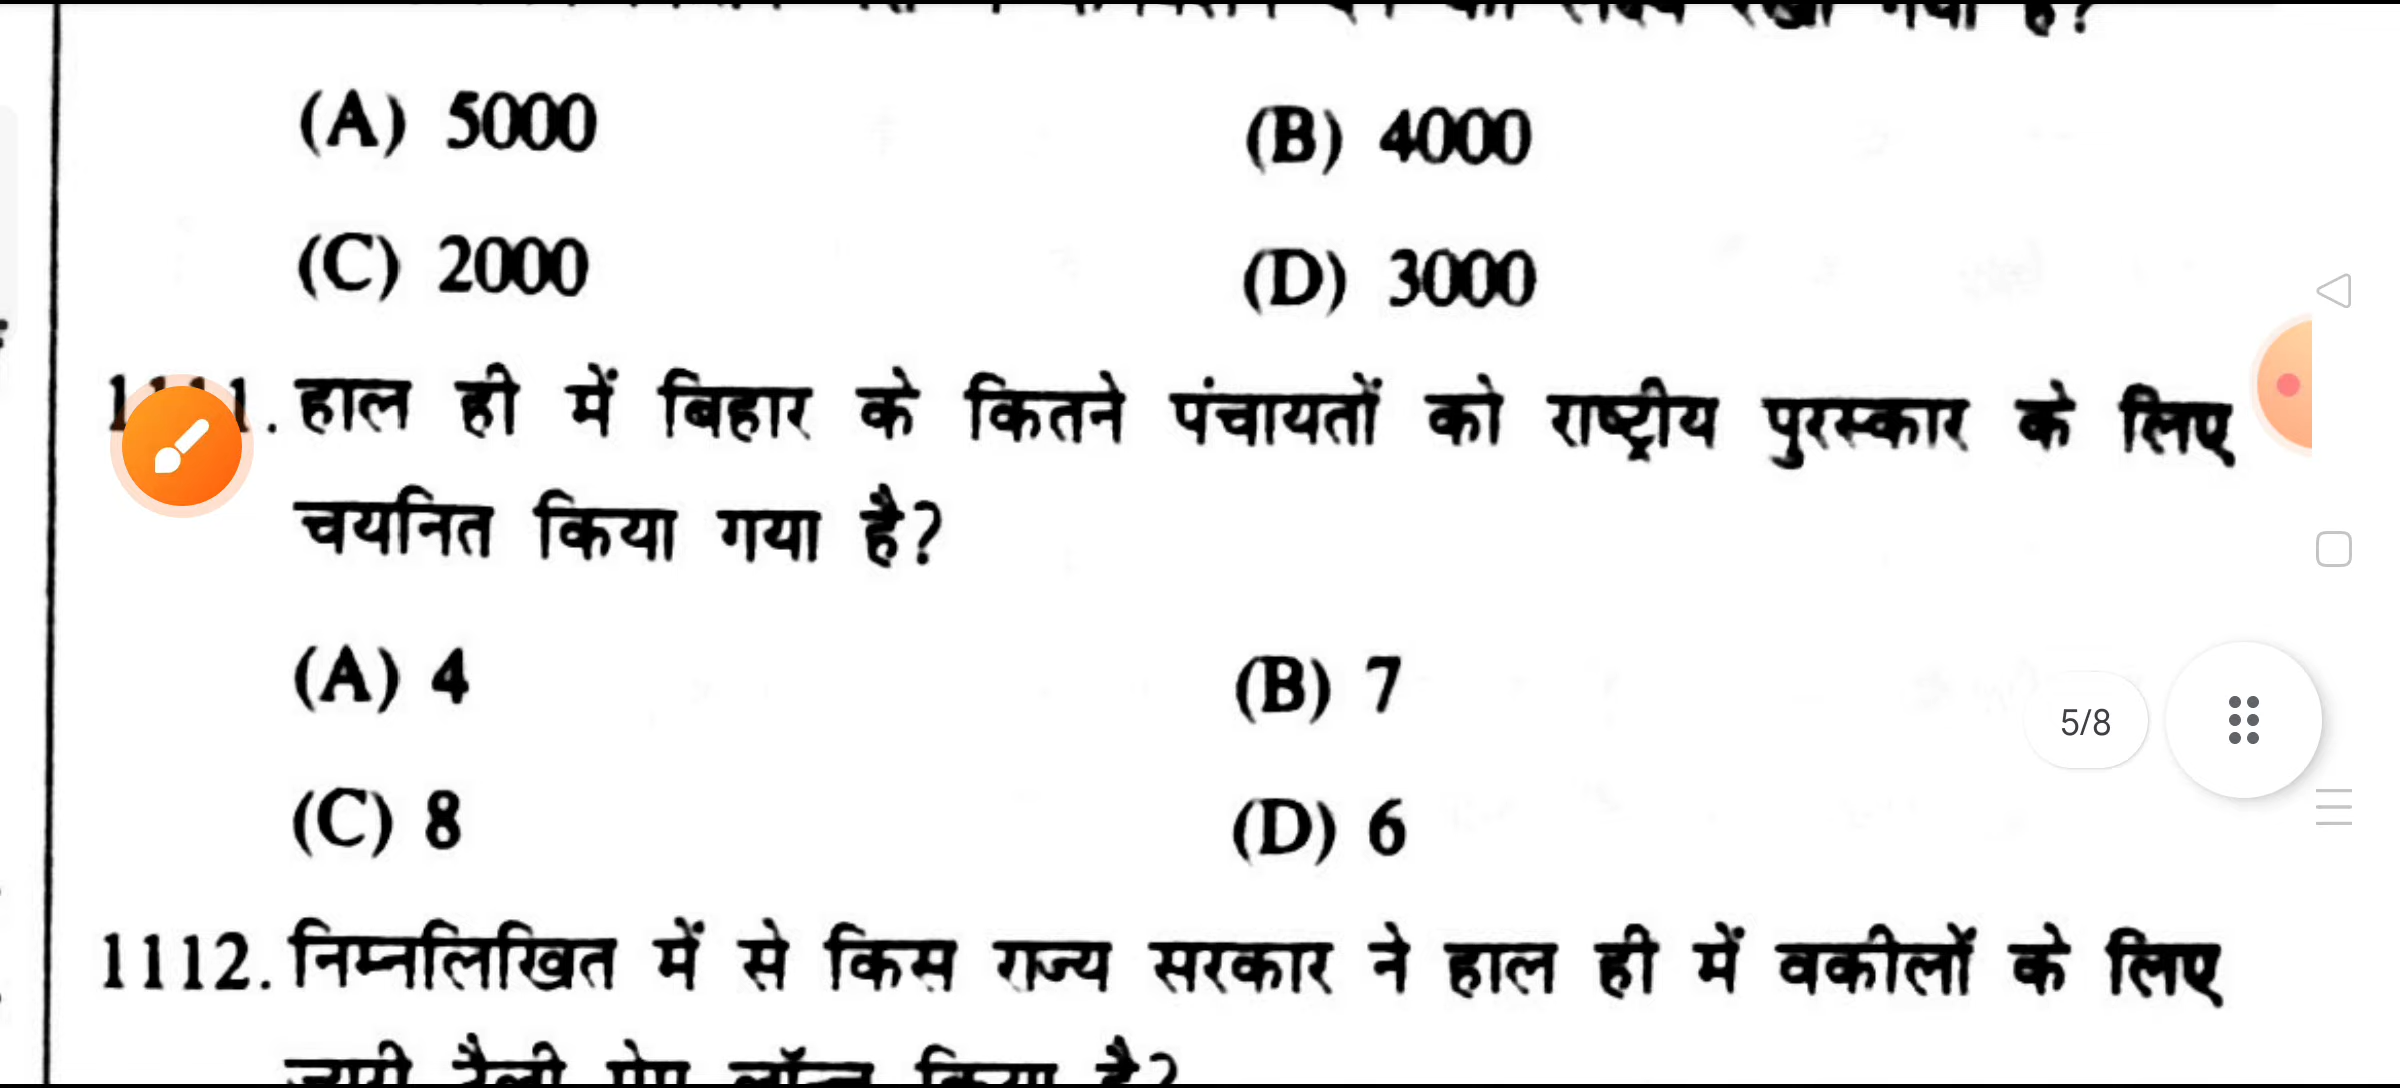 (A) 5000 (B) 4000
(C) 2000 (D) 3000
हाल ही में बिहार के कितने पंचायतों को राष्ट्रीय पुरस्कार के लिए
चयनित किया गया है?
(A) 4 (B) 7
5/8
(C) 8 (D) 6
1112. निम्नलिखित में से किस राज्य सरकार ने हाल ही में वकीलों के लिए